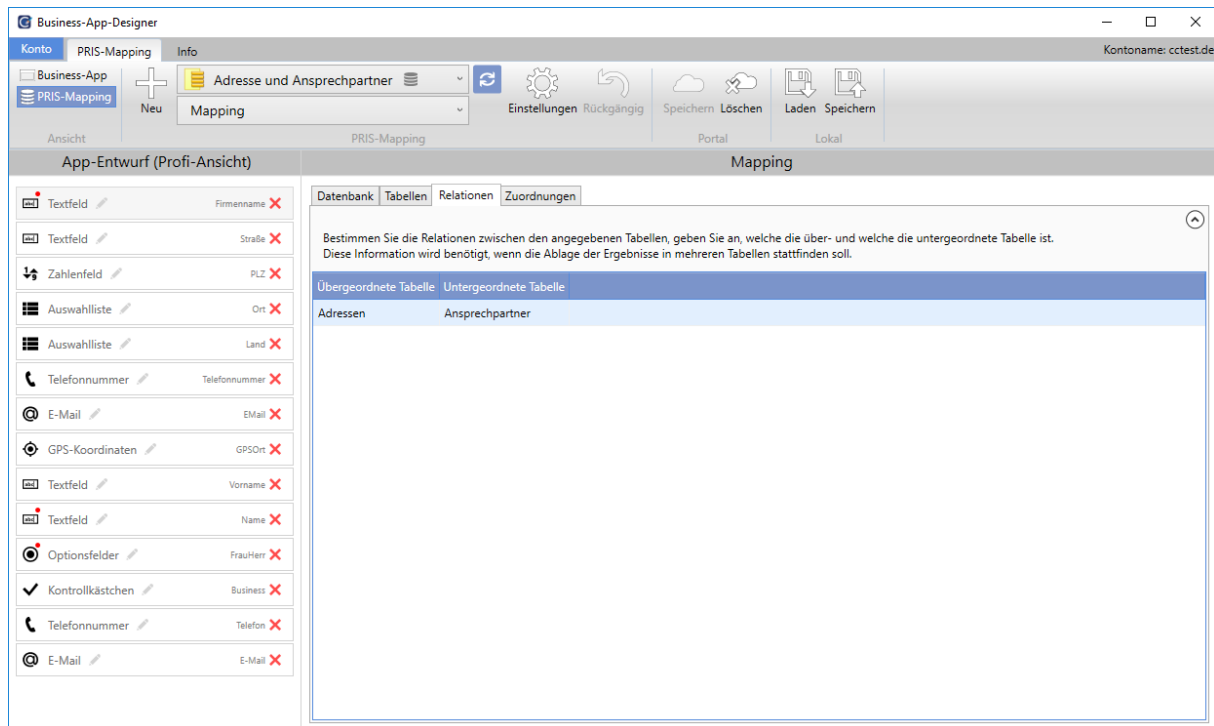 Business-App-Designer
Konto PRIS-Mapping Info Kontoname: cctest.de
Business-App
PRIS-Mapping
Neu
Adresse und Ansprechpartner
Mapping
Einstellungen Rückgängig Speichern Löschen Laden Speichern
Ansicht PRIS-Mapping Portal Lokal
App-Entwurf (Profi-Ansicht) Mapping
Textfeld Firmenname
Textfeld Straße
Zahlenfeld PLZ
Auswahlliste Ort
Auswahlliste Land
Telefonnummer Telefonnummer
E-Mail EMail
GPS-Koordinaten GPSOrt
Textfeld Vorname
Textfeld Name
Optionsfelder FrauHerr
Kontrollkästchen Business
Telefonnummer Telefon
E-Mail E-Mail
Datenbank Tabellen Relationen Zuordnungen
Bestimmen Sie die Relationen zwischen den angegebenen Tabellen, geben Sie an, welche die über- und welche die untergeordnete Tabelle ist.
Diese Information wird benötigt, wenn die Ablage der Ergebnisse in mehreren Tabellen stattfinden soll.
Übergeordnete Tabelle Untergeordnete Tabelle
Adressen Ansprechpartner